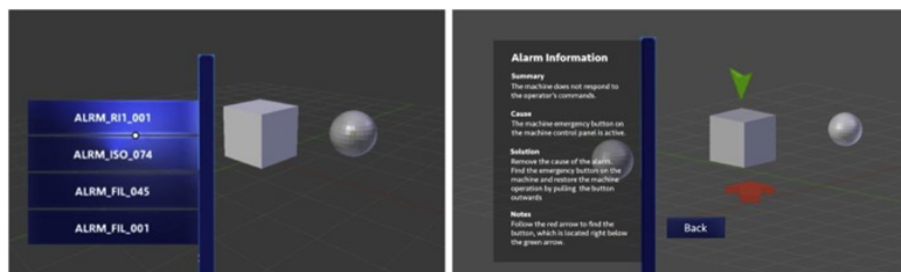 ALRM_RI1_001
ALRM_ISO_074
ALRM_FIL_045
ALRM_FIL_001
Alarm Information
Summary
The machine does not respond to
the operator's commands.
Cause
The machine emergency button on
the machine control panel is active.
Solution
Remove the cause of the alarm.
Find the emergency button on the
machine and restore the machine
operation by pulling the button
outwards
Notes
Follow the red arrow to find the
button, which is located right below
the green arrow.
Back